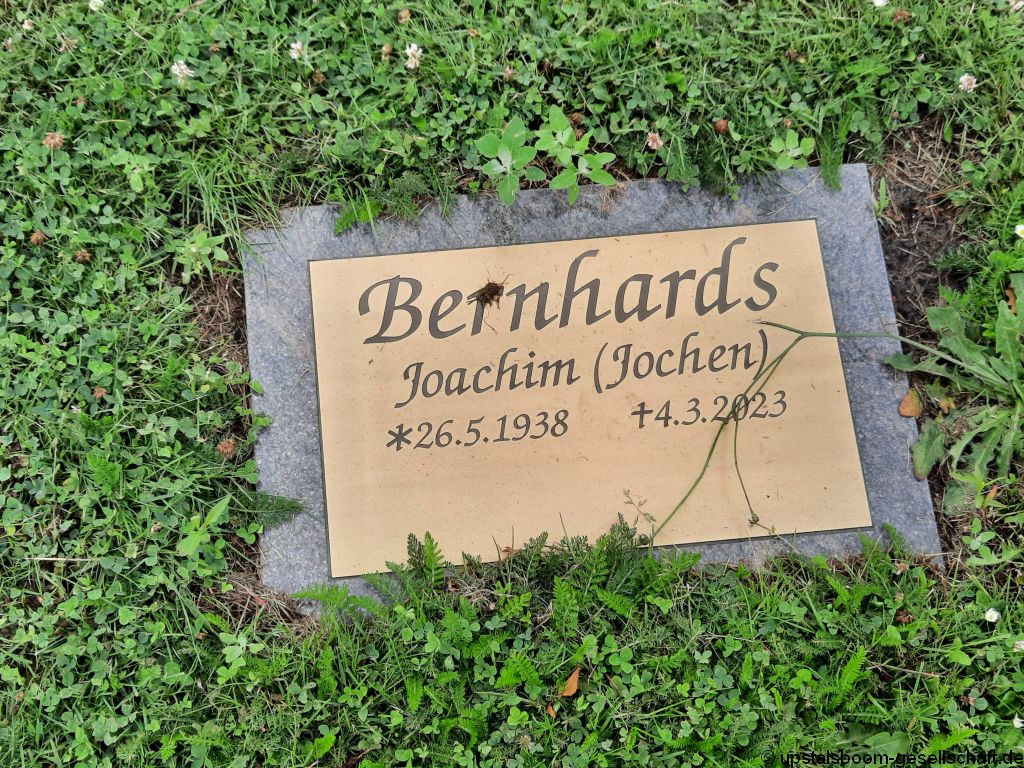 Bernhards
Joachim (Jochen)
*26.5.1938 †4.3.2023
© upstalsboom-gesellschaft.de